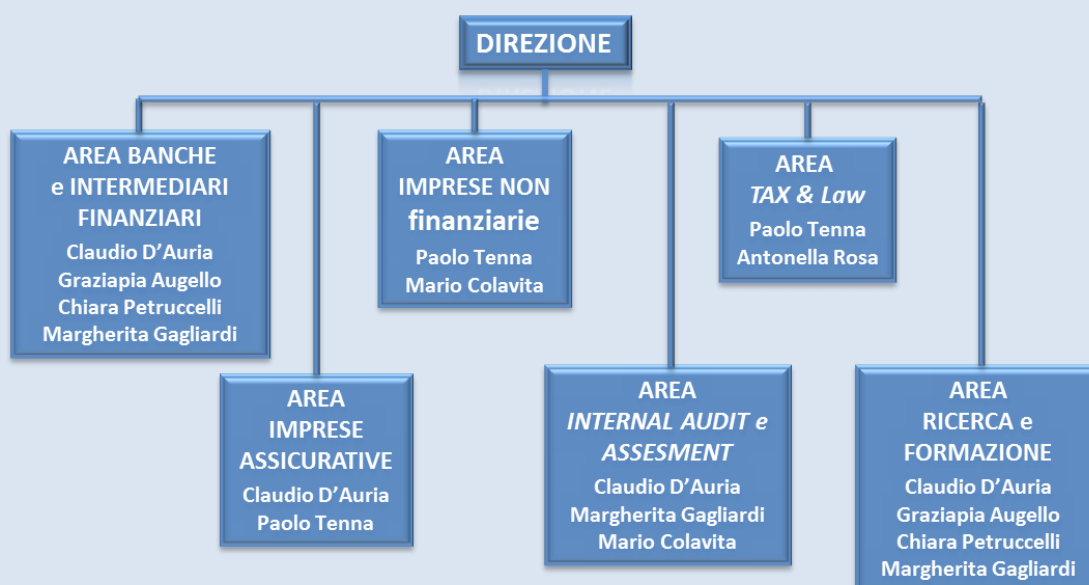 DIREZIONE
AREA BANCHE
e INTERMEDIARI
FINANZIARI
Claudio D’Auria
Graziapia Augello
Chiara Petruccelli
Margherita Gagliardi
AREA
IMPRESE NON
finanziarie
Paolo Tenna
Mario Colavita
AREA
TAX & Law
Paolo Tenna
Antonella Rosa
AREA
IMPRESE
ASSICURATIVE
Claudio D’Auria
Paolo Tenna
AREA
INTERNAL AUDIT e
ASSESMENT
Claudio D’Auria
Margherita Gagliardi
Mario Colavita
AREA
RICERCA e
FORMAZIONE
Claudio D’Auria
Graziapia Augello
Chiara Petruccelli
Margherita Gagliardi